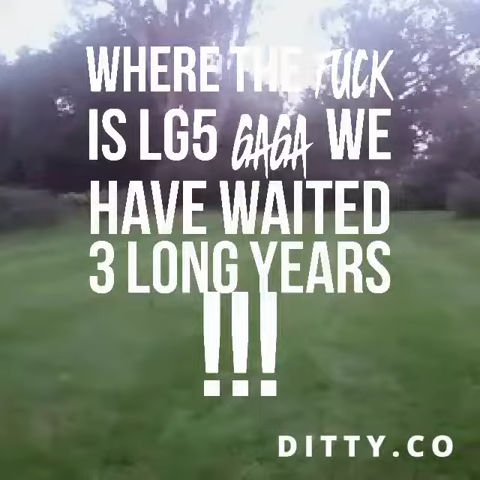 WHERE THE FUCK
IS LG5 GAGA WE
HAVE WAITED
3 LONG YEARS
!!!
DITTY.CO